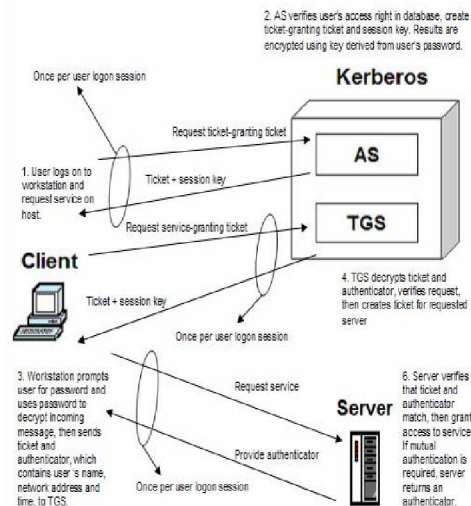 2. AS verifies user's access right in database, create
ticket-granting ticket and session key. Results are
encrypted using key derived from user's password.
Once per user logon session
Kerberos
Request ticket-granting ticket
AS
1. User logs on to
workstation and
request service on
host.
Ticket + session key
TGS
Request service-granting ticket
Client
4. TGS decrypts ticket and
authenticator, verifies request,
then creates ticket for requested
server
Ticket + session key
Once per user logon session
3. Workstation prompts
user for password and
uses password to
decrypt incoming
message, then sends
ticket and
authenticator, which
contains user 's name,
network address and
time, to TGS.
Request service
Server
Provide authenticator
Once per user logon session
6. Server verifies
that ticket and
authenticator
match, then grant
access to service
If mutual
authentication is
required, server
returns an
authenticator.